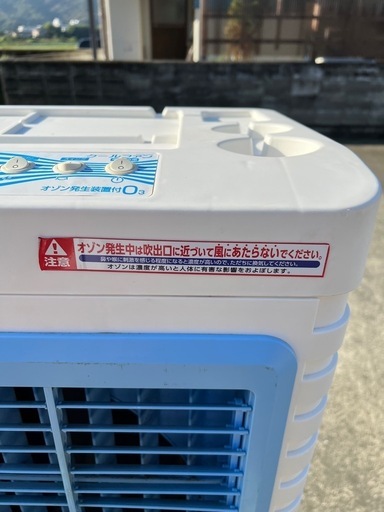 オゾン発生装置付O3
注意
オゾン発生中は吹出口に近づいて風にあたらないでください。
鼻や喉に刺激を感じる程度になると濃度が高いので、ただちに換気してください。
オゾンは濃度が高いと人体に有害な影響をおよぼします。